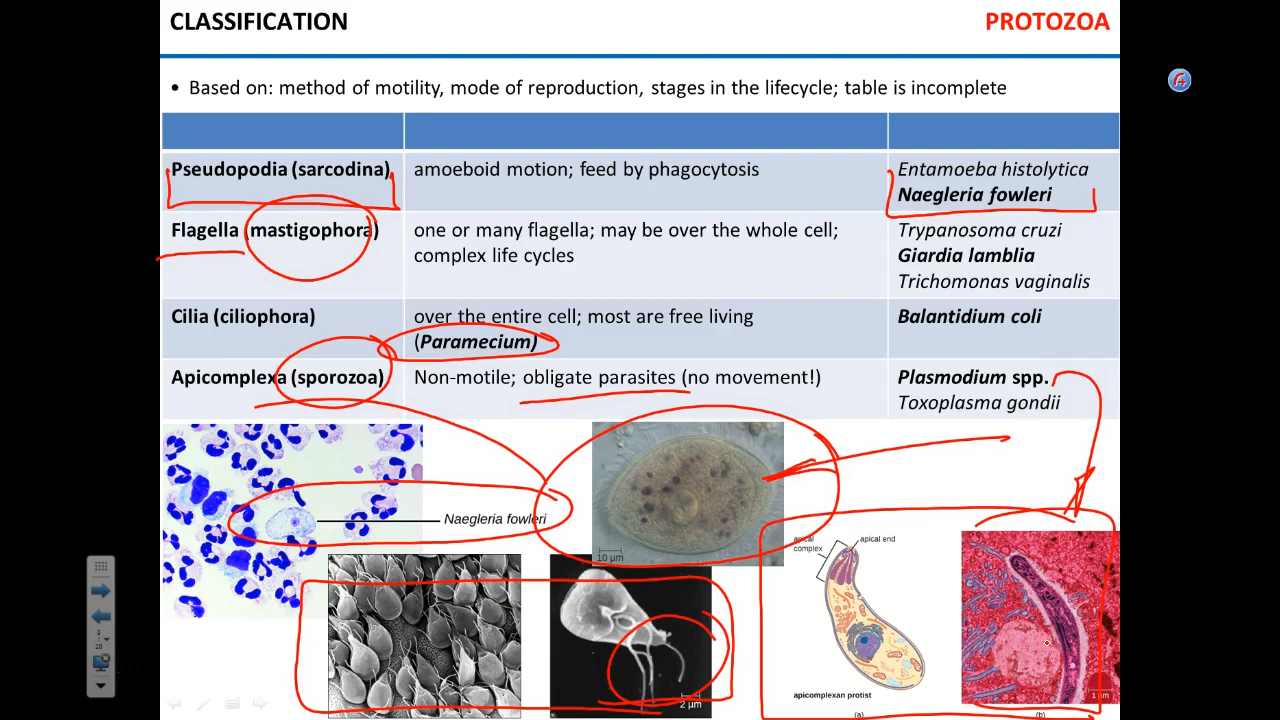 CLASSIFICATION
PROTOZOA
• Based on: method of motility, mode of reproduction, stages in the lifecycle; table is incomplete
Pseudopodia (sarcodina)
amoeboid motion; feed by phagocytosis
Entamoeba histolytica
Naegleria fowleri
Flagella (mastigophora)
one or many flagella; may be over the whole cell;
complex life cycles
Trypanosoma cruzi
Giardia lamblia
Trichomonas vaginalis
Cilia (ciliophora)
over the entire cell; most are free living
(Paramecium)
Balantidium coli
Apicomplexa (sporozoa)
Non-motile; obligate parasites (no movement!)
Plasmodium spp.
Toxoplasma gondii
Naegleria fowleri
10 µm
2 µm
apical
complex
apical end
apicomplexan protist
(a)
1 µm
(b)
9
20